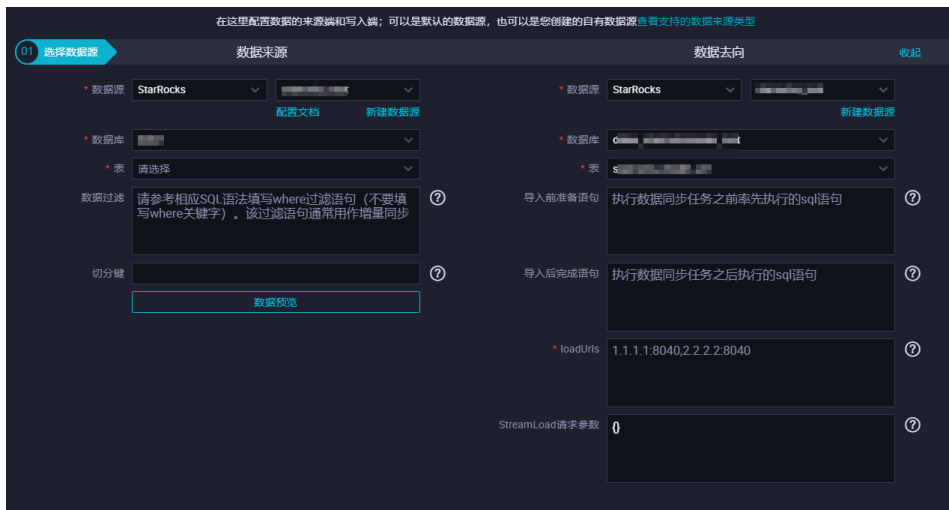 在这里配置数据的来源端和写入端；可以是默认的数据源，也可以是您创建的自有数据源查看支持的数据来源类型
01 选择数据源
数据来源
数据去向
收起
* 数据源 StarRocks
配置文档 新建数据源
* 数据库
* 表 请选择
数据过滤 请参考相应SQL语法填写where过滤语句（不要填
写where关键字）。该过滤语句通常用作增量同步
切分键
数据预览
* 数据源 StarRocks
新建数据源
* 数据库
* 表
导入前准备语句 执行数据同步任务之前率先执行的sql语句
导入后完成语句 执行数据同步任务之后执行的sql语句
* loadUrls 1.1.1.1:8040,2.2.2.2:8040
StreamLoad请求参数 {}